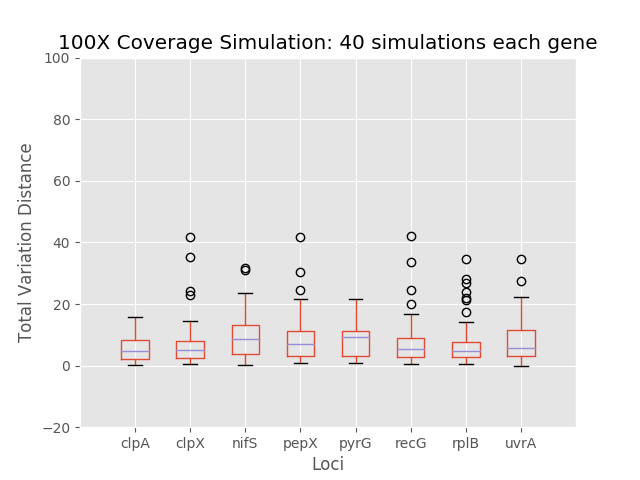 100X Coverage Simulation: 40 simulations each gene
100
80
60
40
20
0
−20
Total Variation Distance
clpA clpX nifS pepX pyrG recG rplB uvrA
Loci